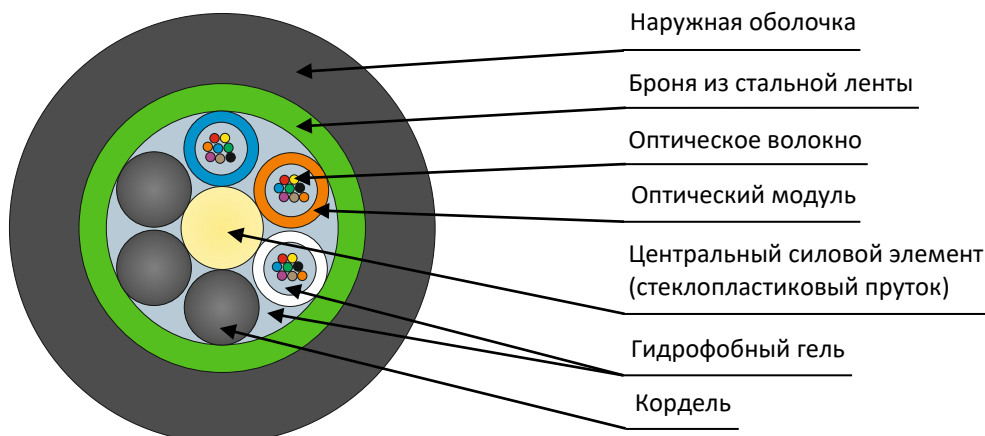 Наружная оболочка
Броня из стальной ленты
Оптическое волокно
Оптический модуль
Центральный силовой элемент
(стеклопластиковый пруток)
Гидрофобный гель
Кордель